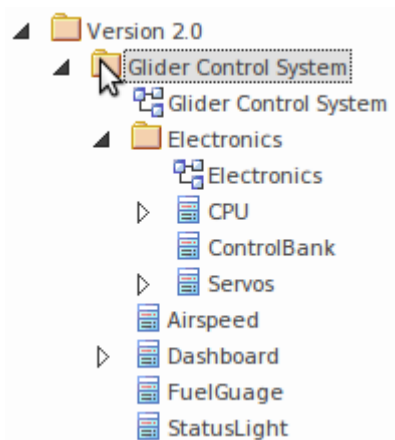 Version 2.0
Glider Control System
Glider Control System
Electronics
Electronics
CPU
ControlBank
Servos
Airspeed
Dashboard
FuelGuage
StatusLight